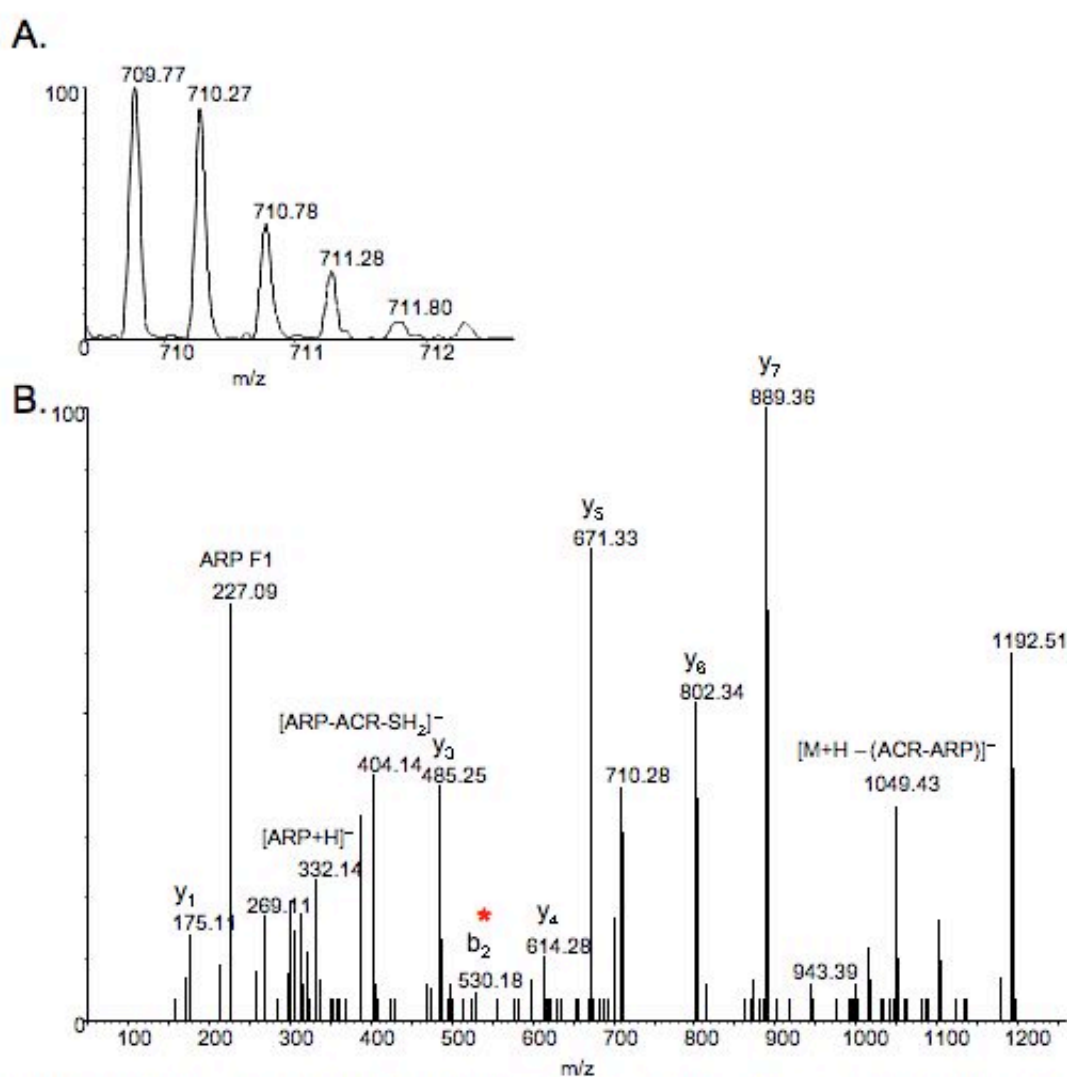 A.
709.77
100
710.27
710.78
711.28
711.80
0
710
711
712
m/z
B.
100
y7
889.36
y5
671.33
ARP F1
227.09
1192.51
y6
802.34
[ARP-ACR-SH2]–
404.14
y3
485.25
710.28
[M+H –(ACR-ARP)]–
1049.43
[ARP+H]–
332.14
y1
175.11
269.11
*
b2
530.18
y4
614.28
943.39
0
100
200
300
400
500
600
700
800
900
1000
1100
1200
m/z